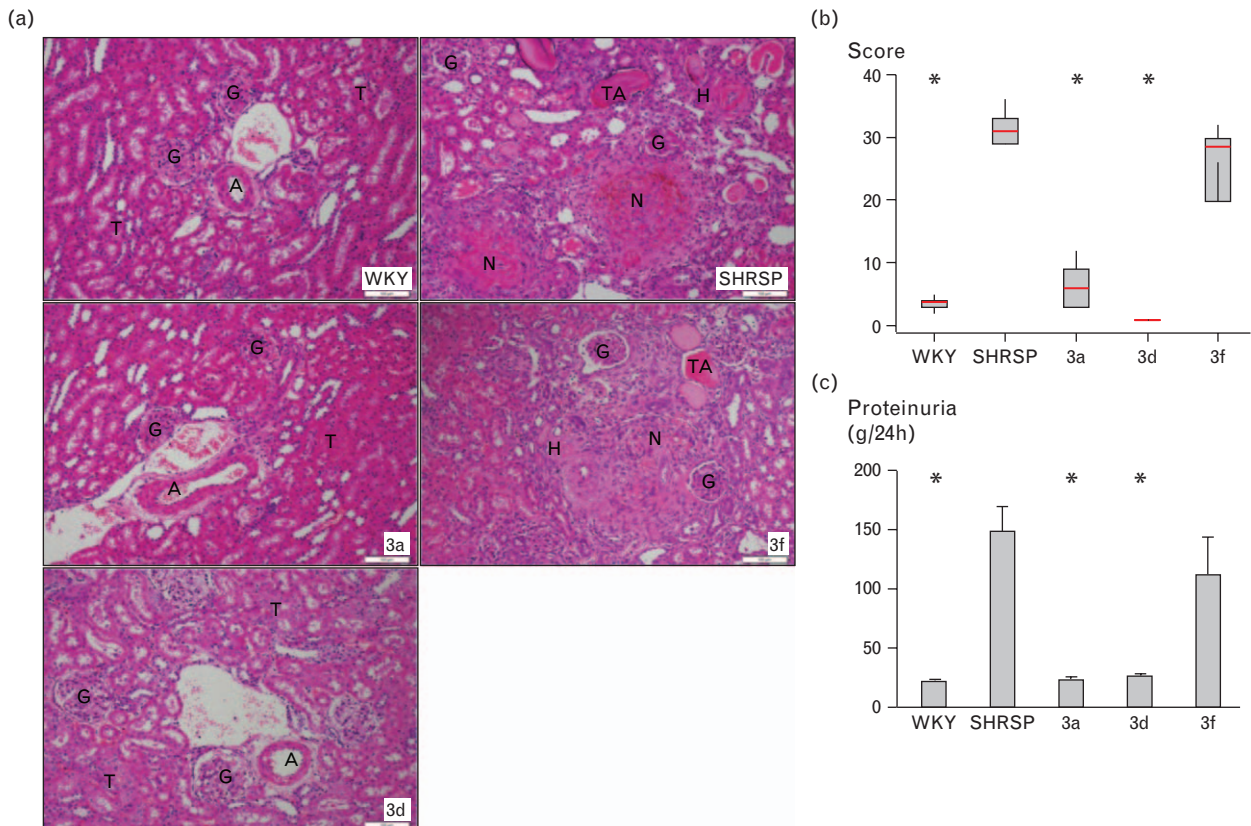 (a)
G
T
G
A
T
WKY
G
TA
H
G
N
N
SHRSP
G
G
T
A
3a
G
TA
N
H
G
3f
T
G
A
G
T
3d
(b)
Score
40
30
20
10
0
* * *
WKY SHRSP 3a 3d 3f
(c)
Proteinuria
(g/24h)
200
150
100
50
0
* * *
WKY SHRSP 3a 3d 3f